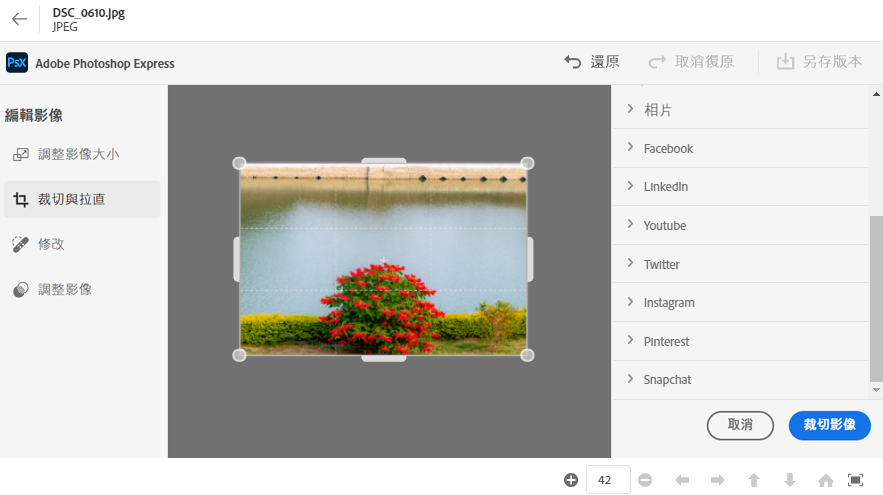 DSC_0610.jpg
JPEG
PsX
Adobe Photoshop Express
還原
取消復原
另存版本
編輯影像
調整影像大小
裁切與拉直
修改
調整影像
相片
Facebook
LinkedIn
Youtube
Twitter
Instagram
Pinterest
Snapchat
取消
裁切影像
42